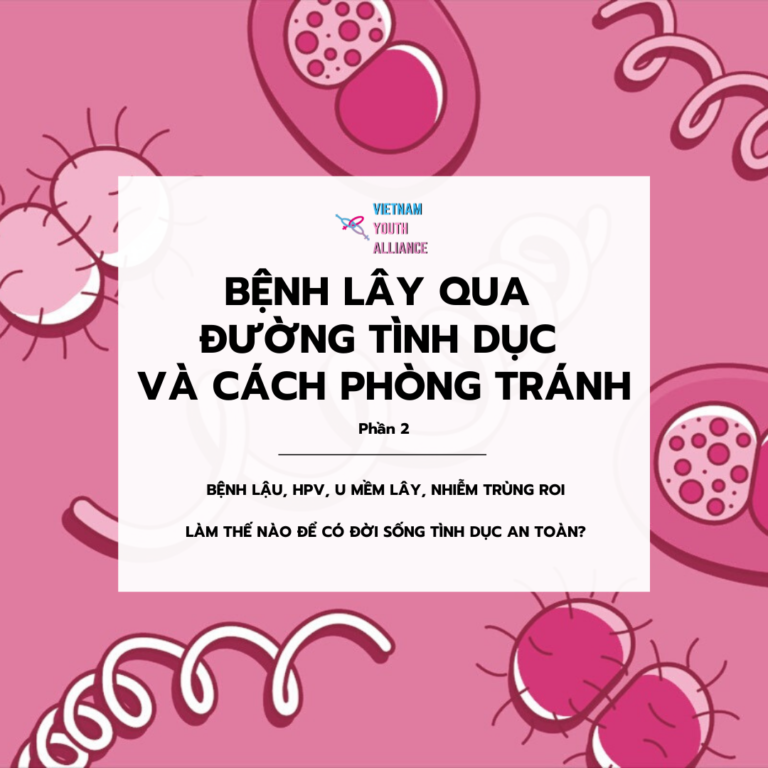 VIETNAM
YOUTH
ALLIANCE
BỆNH LÂY QUA
ĐƯỜNG TÌNH DỤC
VÀ CÁCH PHÒNG TRÁNH
Phần 2
BỆNH LẬU, HPV, U MỀM LÂY, NHIỄM TRÙNG ROI
LÀM THẾ NÀO ĐỂ CÓ ĐỜI SỐNG TÌNH DỤC AN TOÀN?